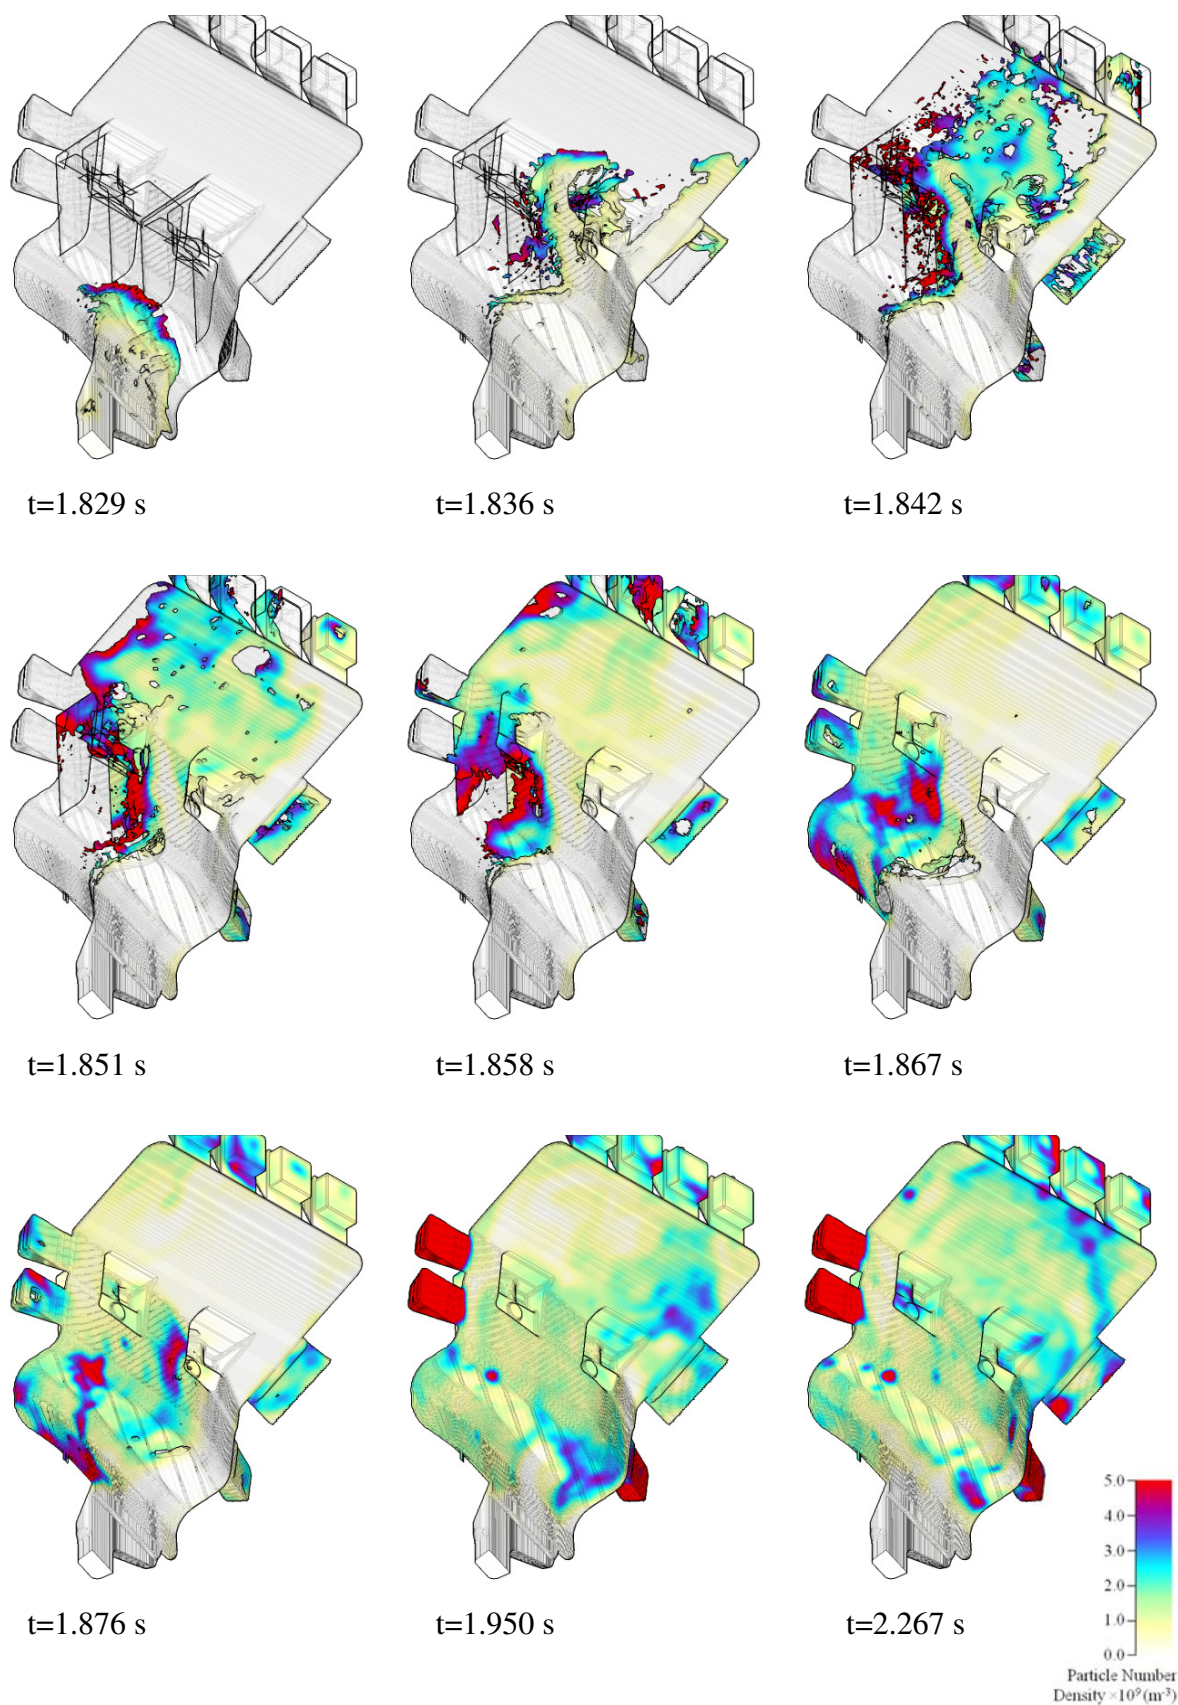 t=1.829 s
t=1.836 s
t=1.842 s
t=1.851 s
t=1.858 s
t=1.867 s
t=1.876 s
t=1.950 s
t=2.267 s
5.0
4.0
3.0
2.0
1.0
0.0
Particle Number
Density ×10⁹(m⁻³)